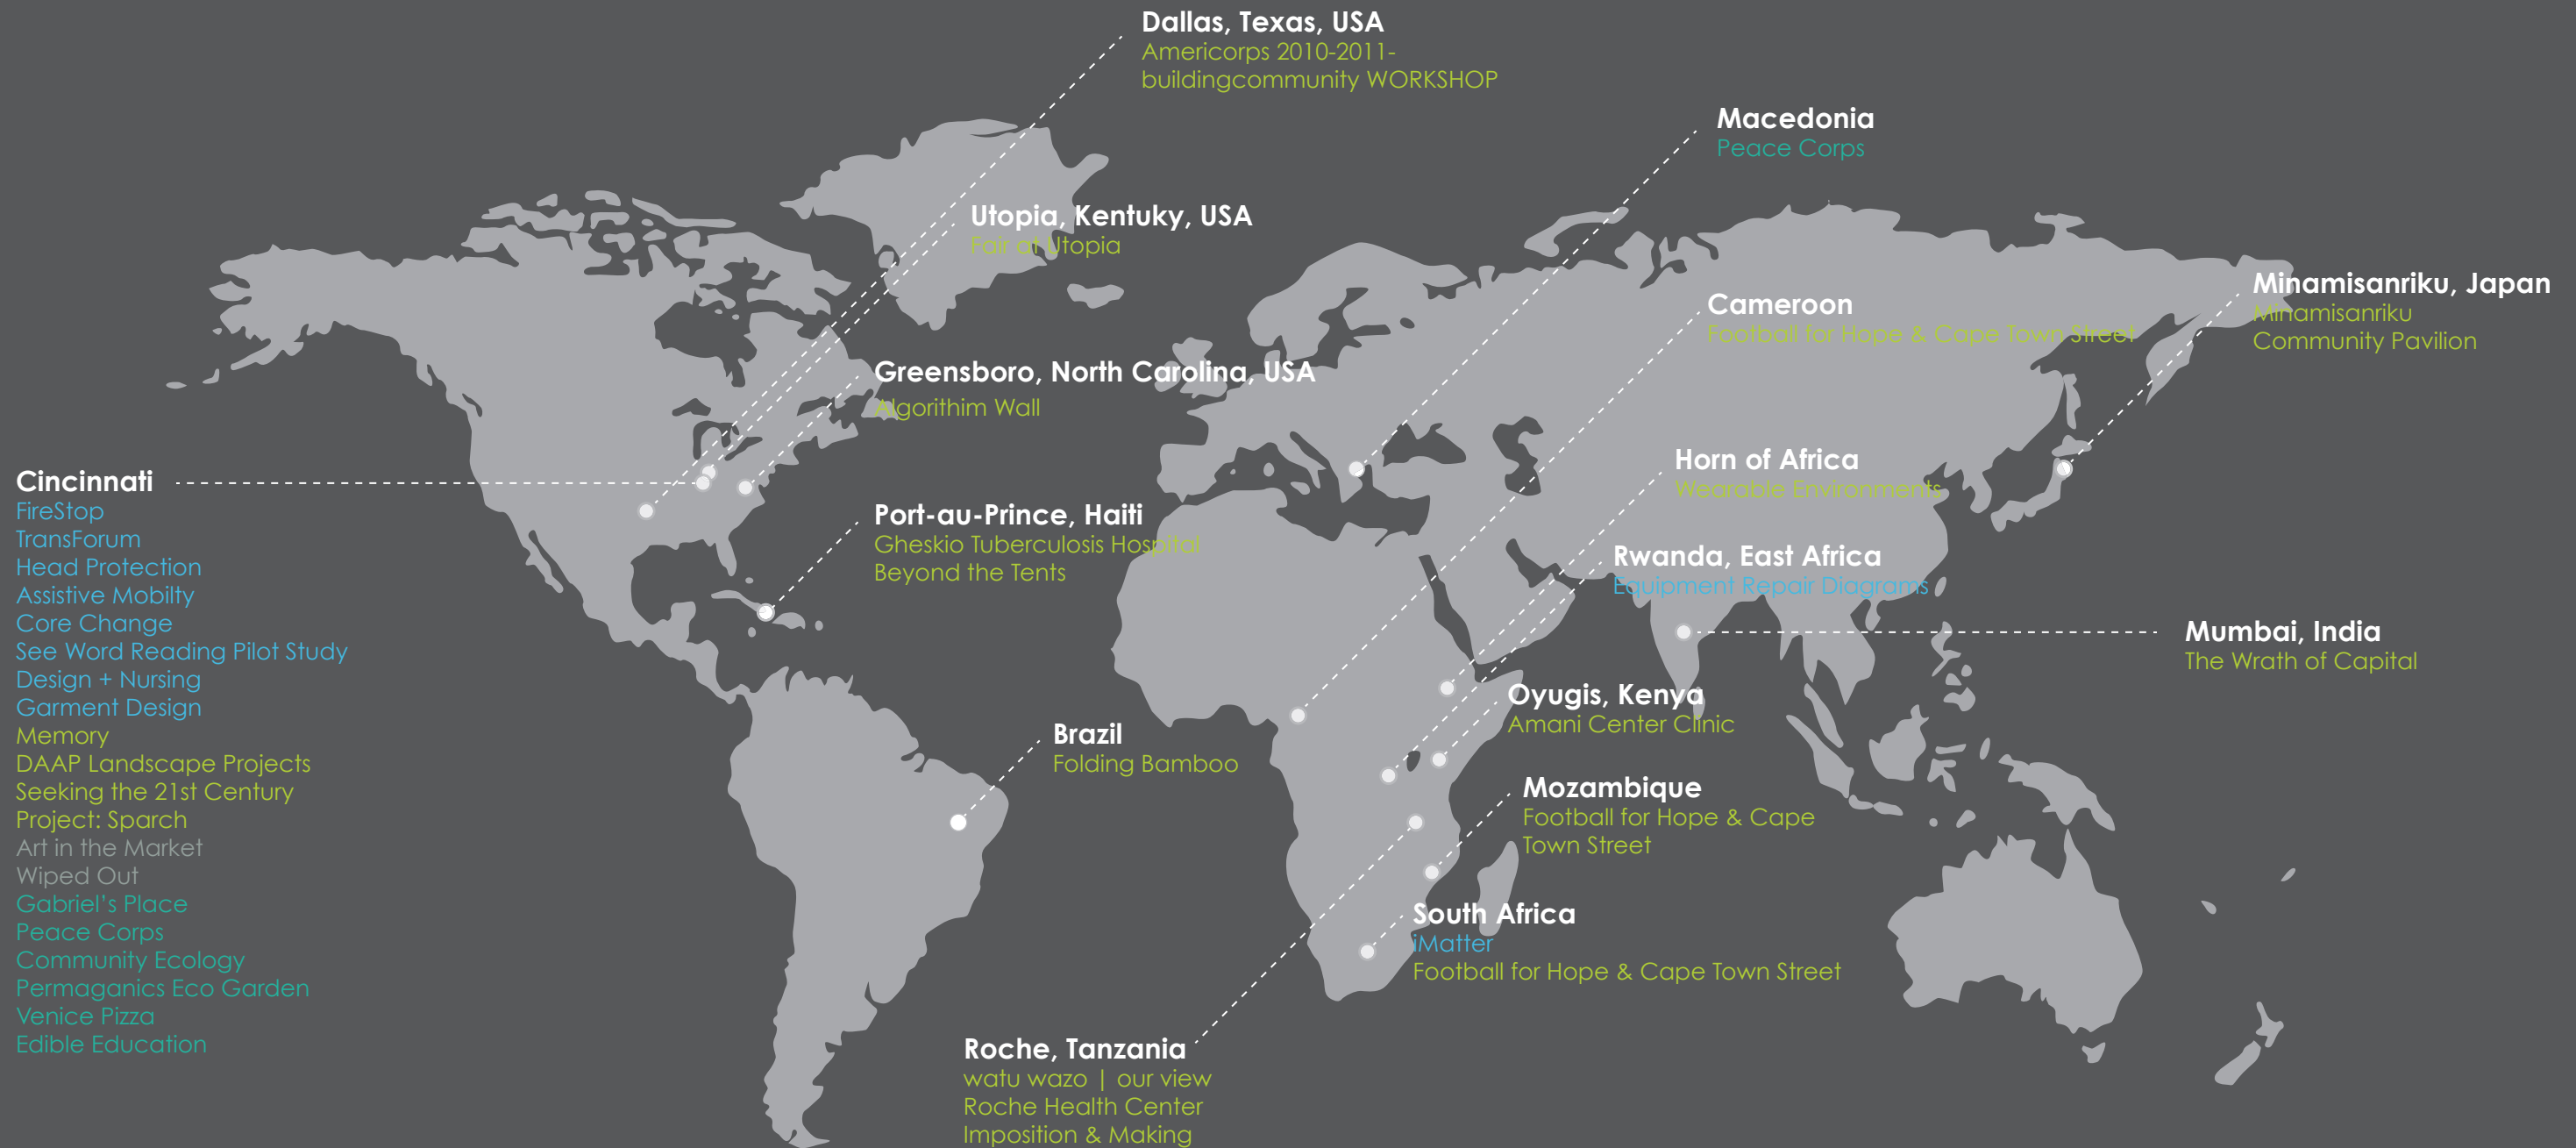 Dallas, Texas, USA
Americorps 2010-2011-
buildingcommunity WORKSHOP
Macedonia
Peace Corps
Utopia, Kentuky, USA
Fair at Utopia
Minamisanriku, Japan
Minamisanriku
Community Pavilion
Cameroon
Football for Hope & Cape Town Street
Greensboro, North Carolina, USA
Algorithim Wall
Horn of Africa
Wearable Environments
Cincinnati
FireStop
TransForum
Head Protection
Assistive Mobilty
Core Change
See Word Reading Pilot Study
Design + Nursing
Garment Design
Memory
DAAP Landscape Projects
Seeking the 21st Century
Project: Sparch
Art in the Market
Wiped Out
Gabriel's Place
Peace Corps
Community Ecology
Permaganics Eco Garden
Venice Pizza
Edible Education
Port-au-Prince, Haiti
Gheskio Tuberculosis Hospital
Beyond the Tents
Rwanda, East Africa
Equipment Repair Diagrams
Mumbai, India
The Wrath of Capital
Oyugis, Kenya
Amani Center Clinic
Brazil
Folding Bamboo
Mozambique
Football for Hope & Cape
Town Street
South Africa
iMatter
Football for Hope & Cape Town Street
Roche, Tanzania
watu wazo | our view
Roche Health Center
Imposition & Making